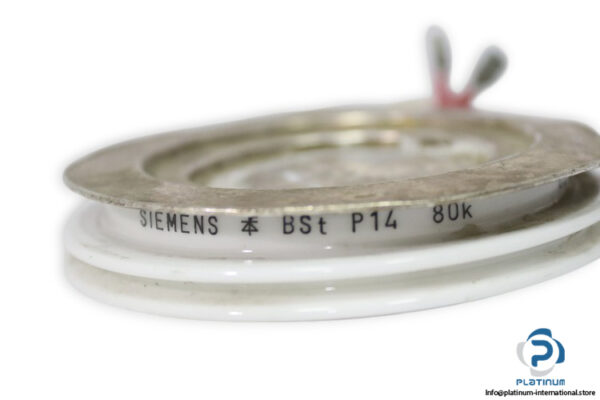 SIEMENS BSt P14 80k
PLATINUM
Info@platinum-international.store